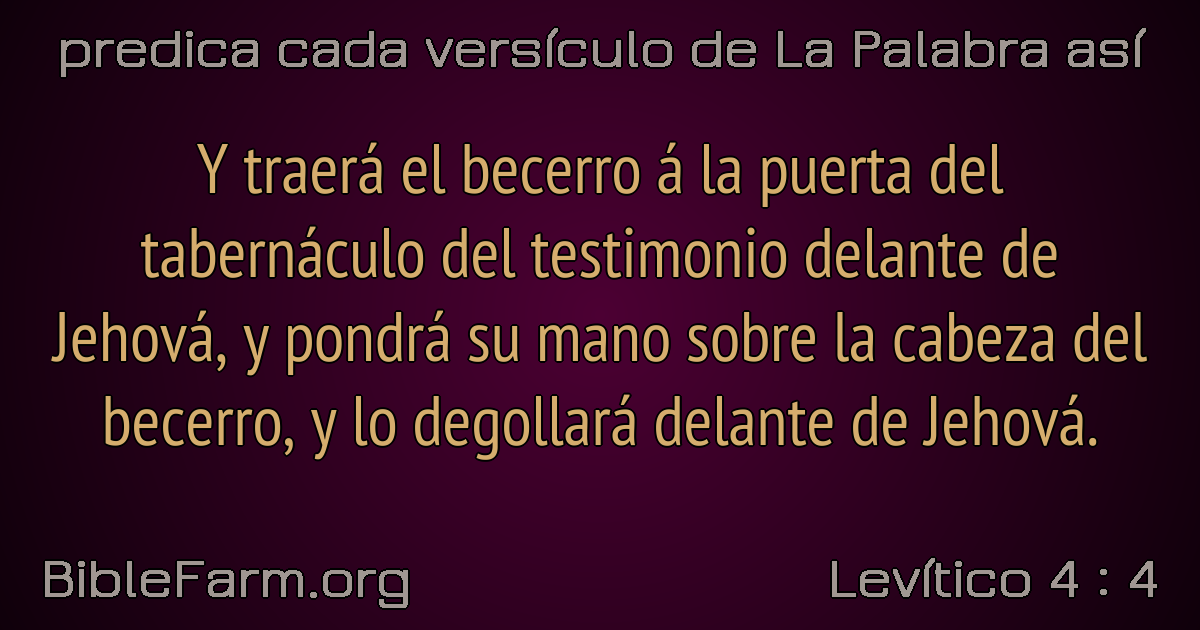 predica cada versículo de La Palabra así
Y traerá el becerro á la puerta del
tabernáculo del testimonio delante de
Jehová, y pondrá su mano sobre la cabeza del
becerro, y lo degollará delante de Jehová.
BibleFarm.org
Levítico 4 : 4